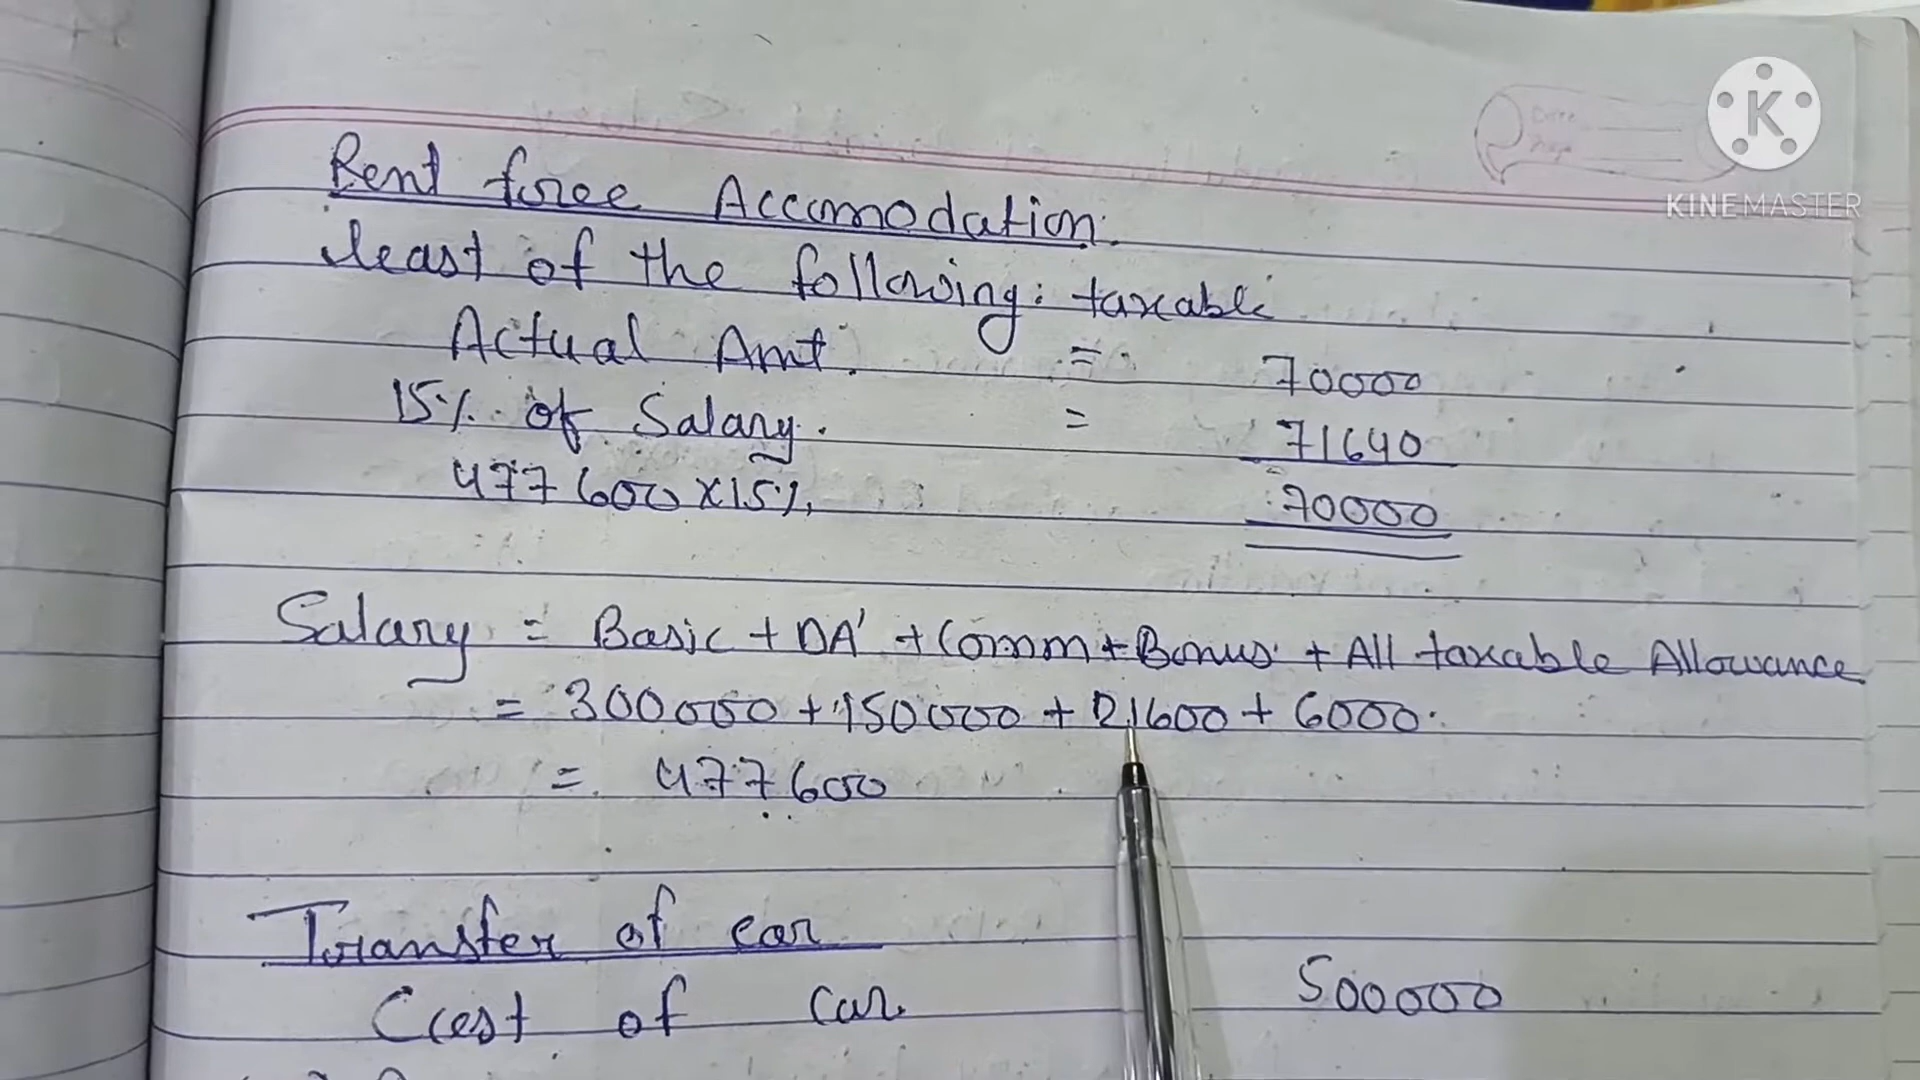 K
KINEMASTER
Date
Page
Rent free Accomodation.
least of the following: taxable
Actual Amt. = 70000
15% of Salary. = 71640
477600 x 15% 70000
Salary = Basic + DA + Comm + Bonus + All taxable Allowance
= 300000 + 150000 + 21600 + 6000.
= 477600
Transfer of car
Cost of car 500000